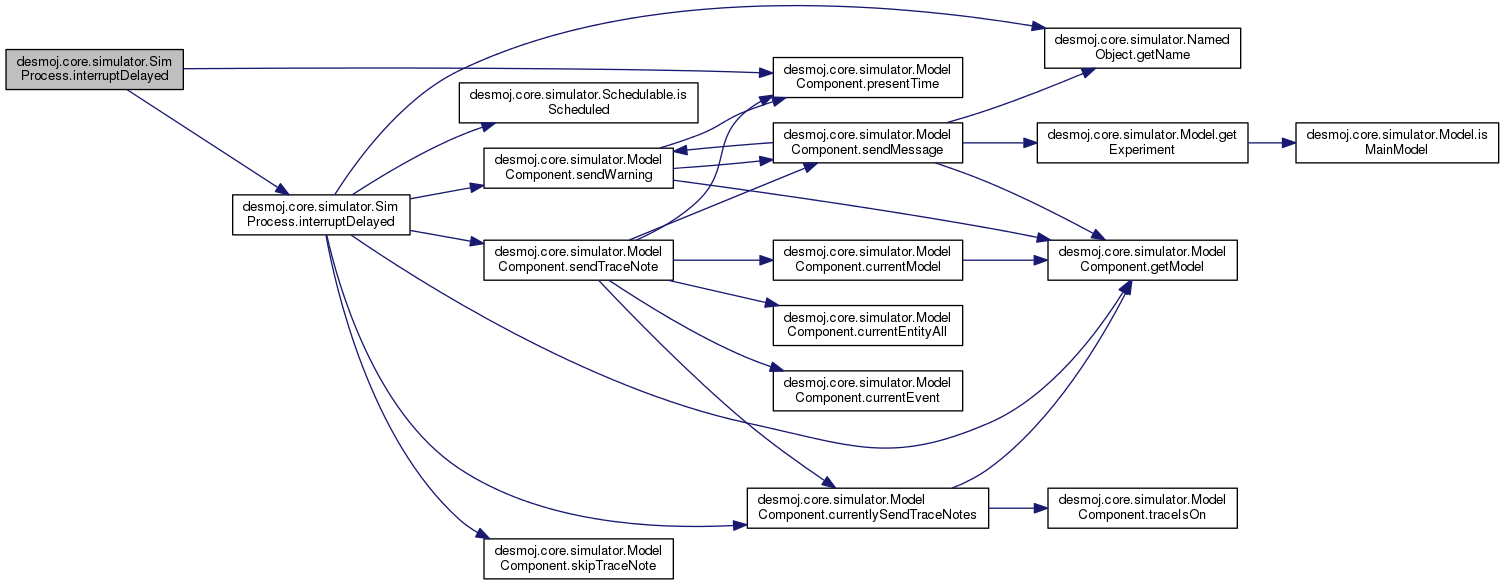 desmoj.core.simulator.Sim
Process.interruptDelayed
desmoj.core.simulator.Sim
Process.interruptDelayed
desmoj.core.simulator.Schedulable.is
Scheduled
desmoj.core.simulator.Model
Component.sendWarning
desmoj.core.simulator.Model
Component.sendTraceNote
desmoj.core.simulator.Model
Component.skipTraceNote
desmoj.core.simulator.Model
Component.presentTime
desmoj.core.simulator.Model
Component.sendMessage
desmoj.core.simulator.Model
Component.currentModel
desmoj.core.simulator.Model
Component.currentEntityAll
desmoj.core.simulator.Model
Component.currentEvent
desmoj.core.simulator.Model
Component.currentlySendTraceNotes
desmoj.core.simulator.Named
Object.getName
desmoj.core.simulator.Model.get
Experiment
desmoj.core.simulator.Model
Component.getModel
desmoj.core.simulator.Model
Component.traceIsOn
desmoj.core.simulator.Model.is
MainModel